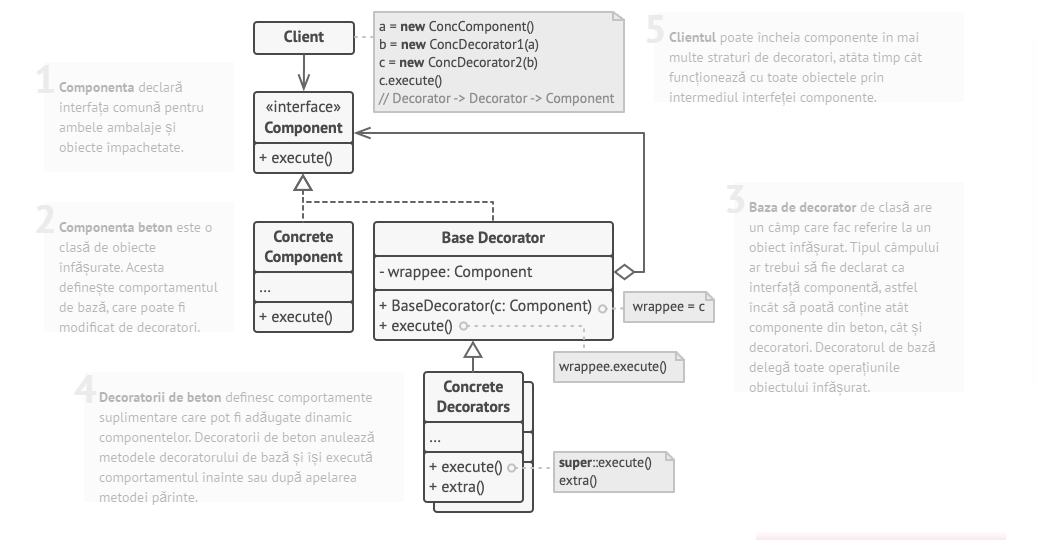 Client
a = new ConcComponent()
b = new ConcDecorator1(a)
c = new ConcDecorator2(b)
c.execute()
// Decorator -> Decorator -> Component
5
Clientul poate încheia componente in mai
multe straturi de decoratori, atâta timp cât
funcționează cu toate obiectele prin
intermediul interfeței componente.
1
Componenta declară
interfața comună pentru
ambele ambalaje și
obiecte împachetate.
«interface»
Component
+ execute()
2
Componenta beton este o
clasă de obiecte
înfășurate. Acesta
definește comportamentul
de bază, care poate fi
modificat de decoratori.
Concrete
Component
...
+ execute()
Base Decorator
- wrappee: Component
+ BaseDecorator(c: Component)
+ execute()
wrappee = c
wrappee.execute()
3
Baza de decorator de clasă are
un câmp care fac referire la un
obiect înfășurat. Tipul câmpului
ar trebui să fie declarat ca
interfață componentă, astfel
încât să poată conține atât
componente din beton, cât și
decoratori. Decoratorul de bază
delegă toate operațiunile
obiectului înfășurat.
4
Decoratorii de beton definesc comportamente
suplimentare care pot fi adăugate dinamic
componentelor. Decoratorii de beton anulează
metodele decoratorului de bază și își execută
comportamentul inainte sau după apelarea
metodei părinte.
Concrete
Decorators
...
+ execute()
+ extra()
super::execute()
extra()